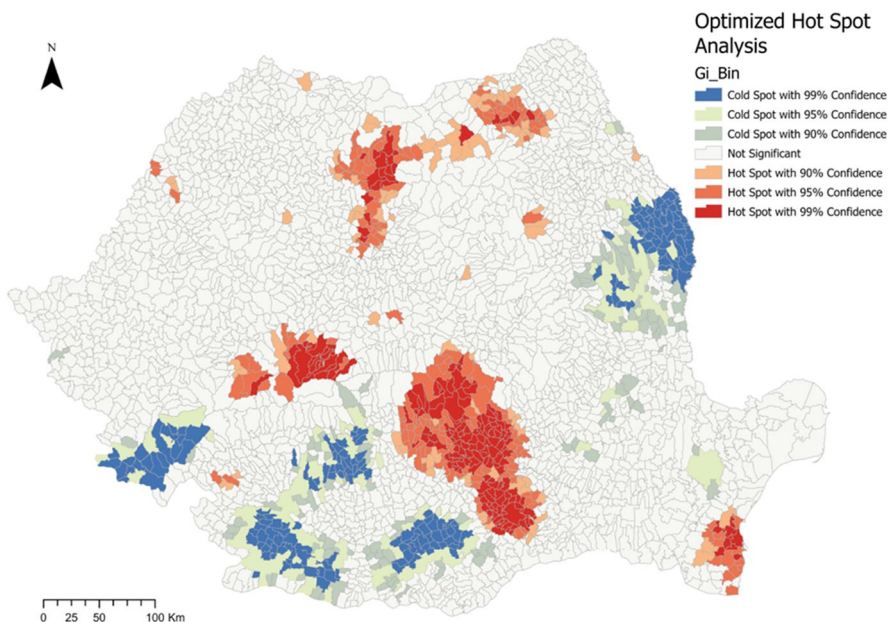 Optimized Hot Spot
Analysis
Gi_Bin
Cold Spot with 99% Confidence
Cold Spot with 95% Confidence
Cold Spot with 90% Confidence
Not Significant
Hot Spot with 90% Confidence
Hot Spot with 95% Confidence
Hot Spot with 99% Confidence
N
0 25 50 100 Km